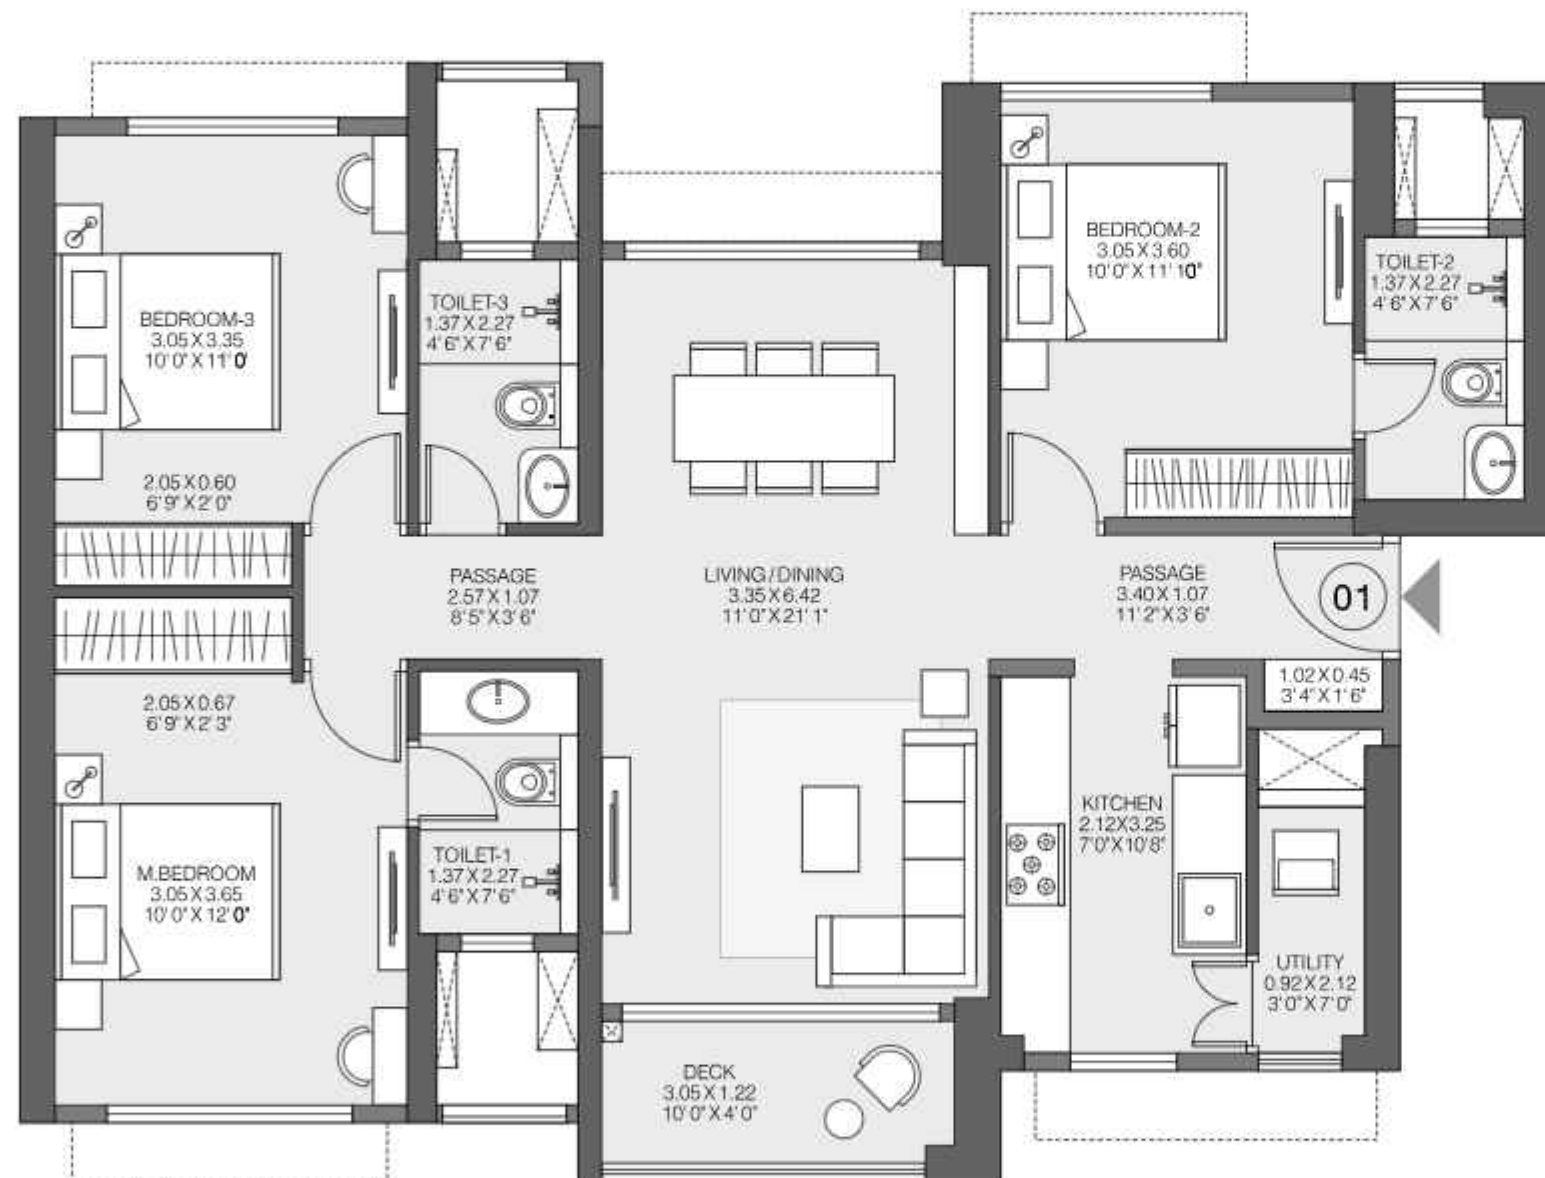 BEDROOM-2
3.05 X 3.60
10'0" X 11'10"
TOILET-2
1.37 X 2.27
4'6" X 7'6"
TOILET-3
1.37 X 2.27
4'6" X 7'6"
BEDROOM-3
3.05 X 3.35
10'0" X 11'0'
2.05 X 0.60
6'9" X 2'0"
PASSAGE
2.57 X 1.07
8'5" X 3'6"
LIVING/DINING
3.35 X 6.42
11'0" X 21'1"
PASSAGE
3.40 X 1.07
11'2" X 3'6"
01
1.02 X 0.45
3'4" X 1'6"
2.05 X 0.67
6'9" X 2'3"
KITCHEN
2.12X3.25
7'0"X10'8"
M.BEDROOM
3.05 X 3.65
10'0" X 12'0"
TOILET-1
1.37 X 2.27
4'6" X 7'6"
UTILITY
0.92 X 2.12
3'0" X 7'0"
DECK
3.05 X 1.22
10'0" X 4'0"